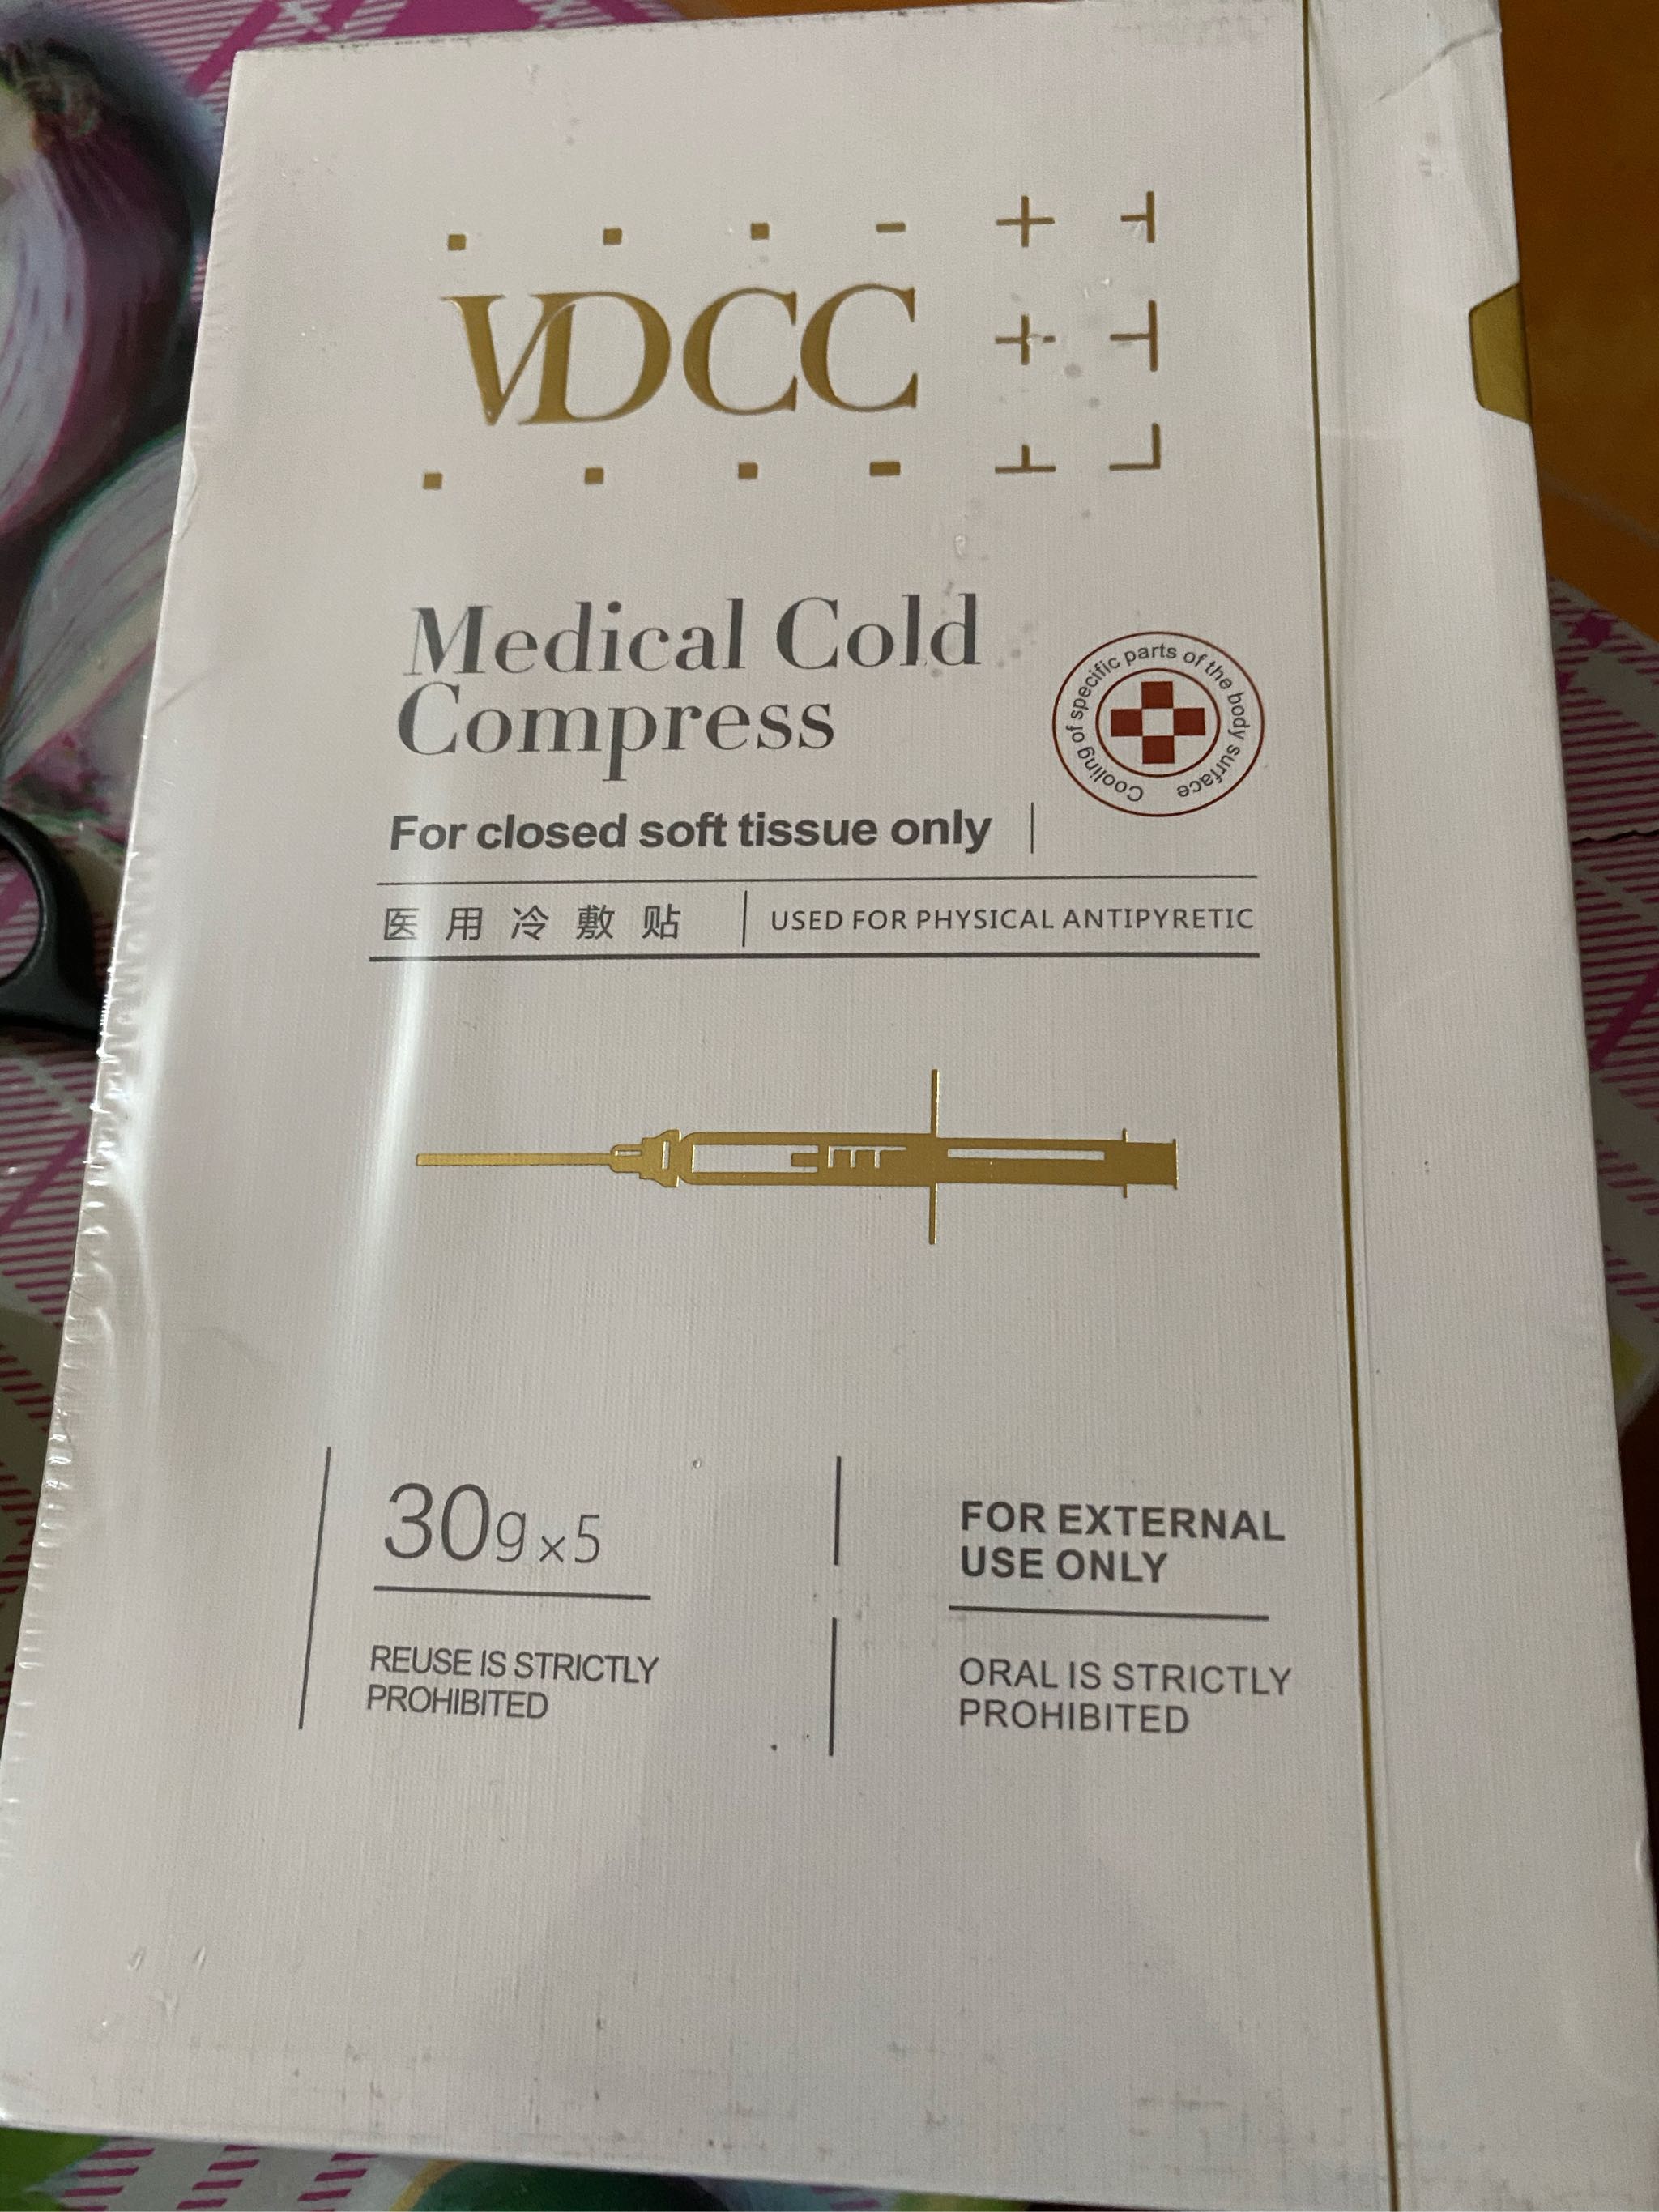 VDCC
Medical Cold
Compress
Cooling of specific parts of the body surface
For closed soft tissue only
医用冷敷贴
USED FOR PHYSICAL ANTIPYRETIC
30g×5
REUSE IS STRICTLY
PROHIBITED
FOR EXTERNAL
USE ONLY
ORAL IS STRICTLY
PROHIBITED